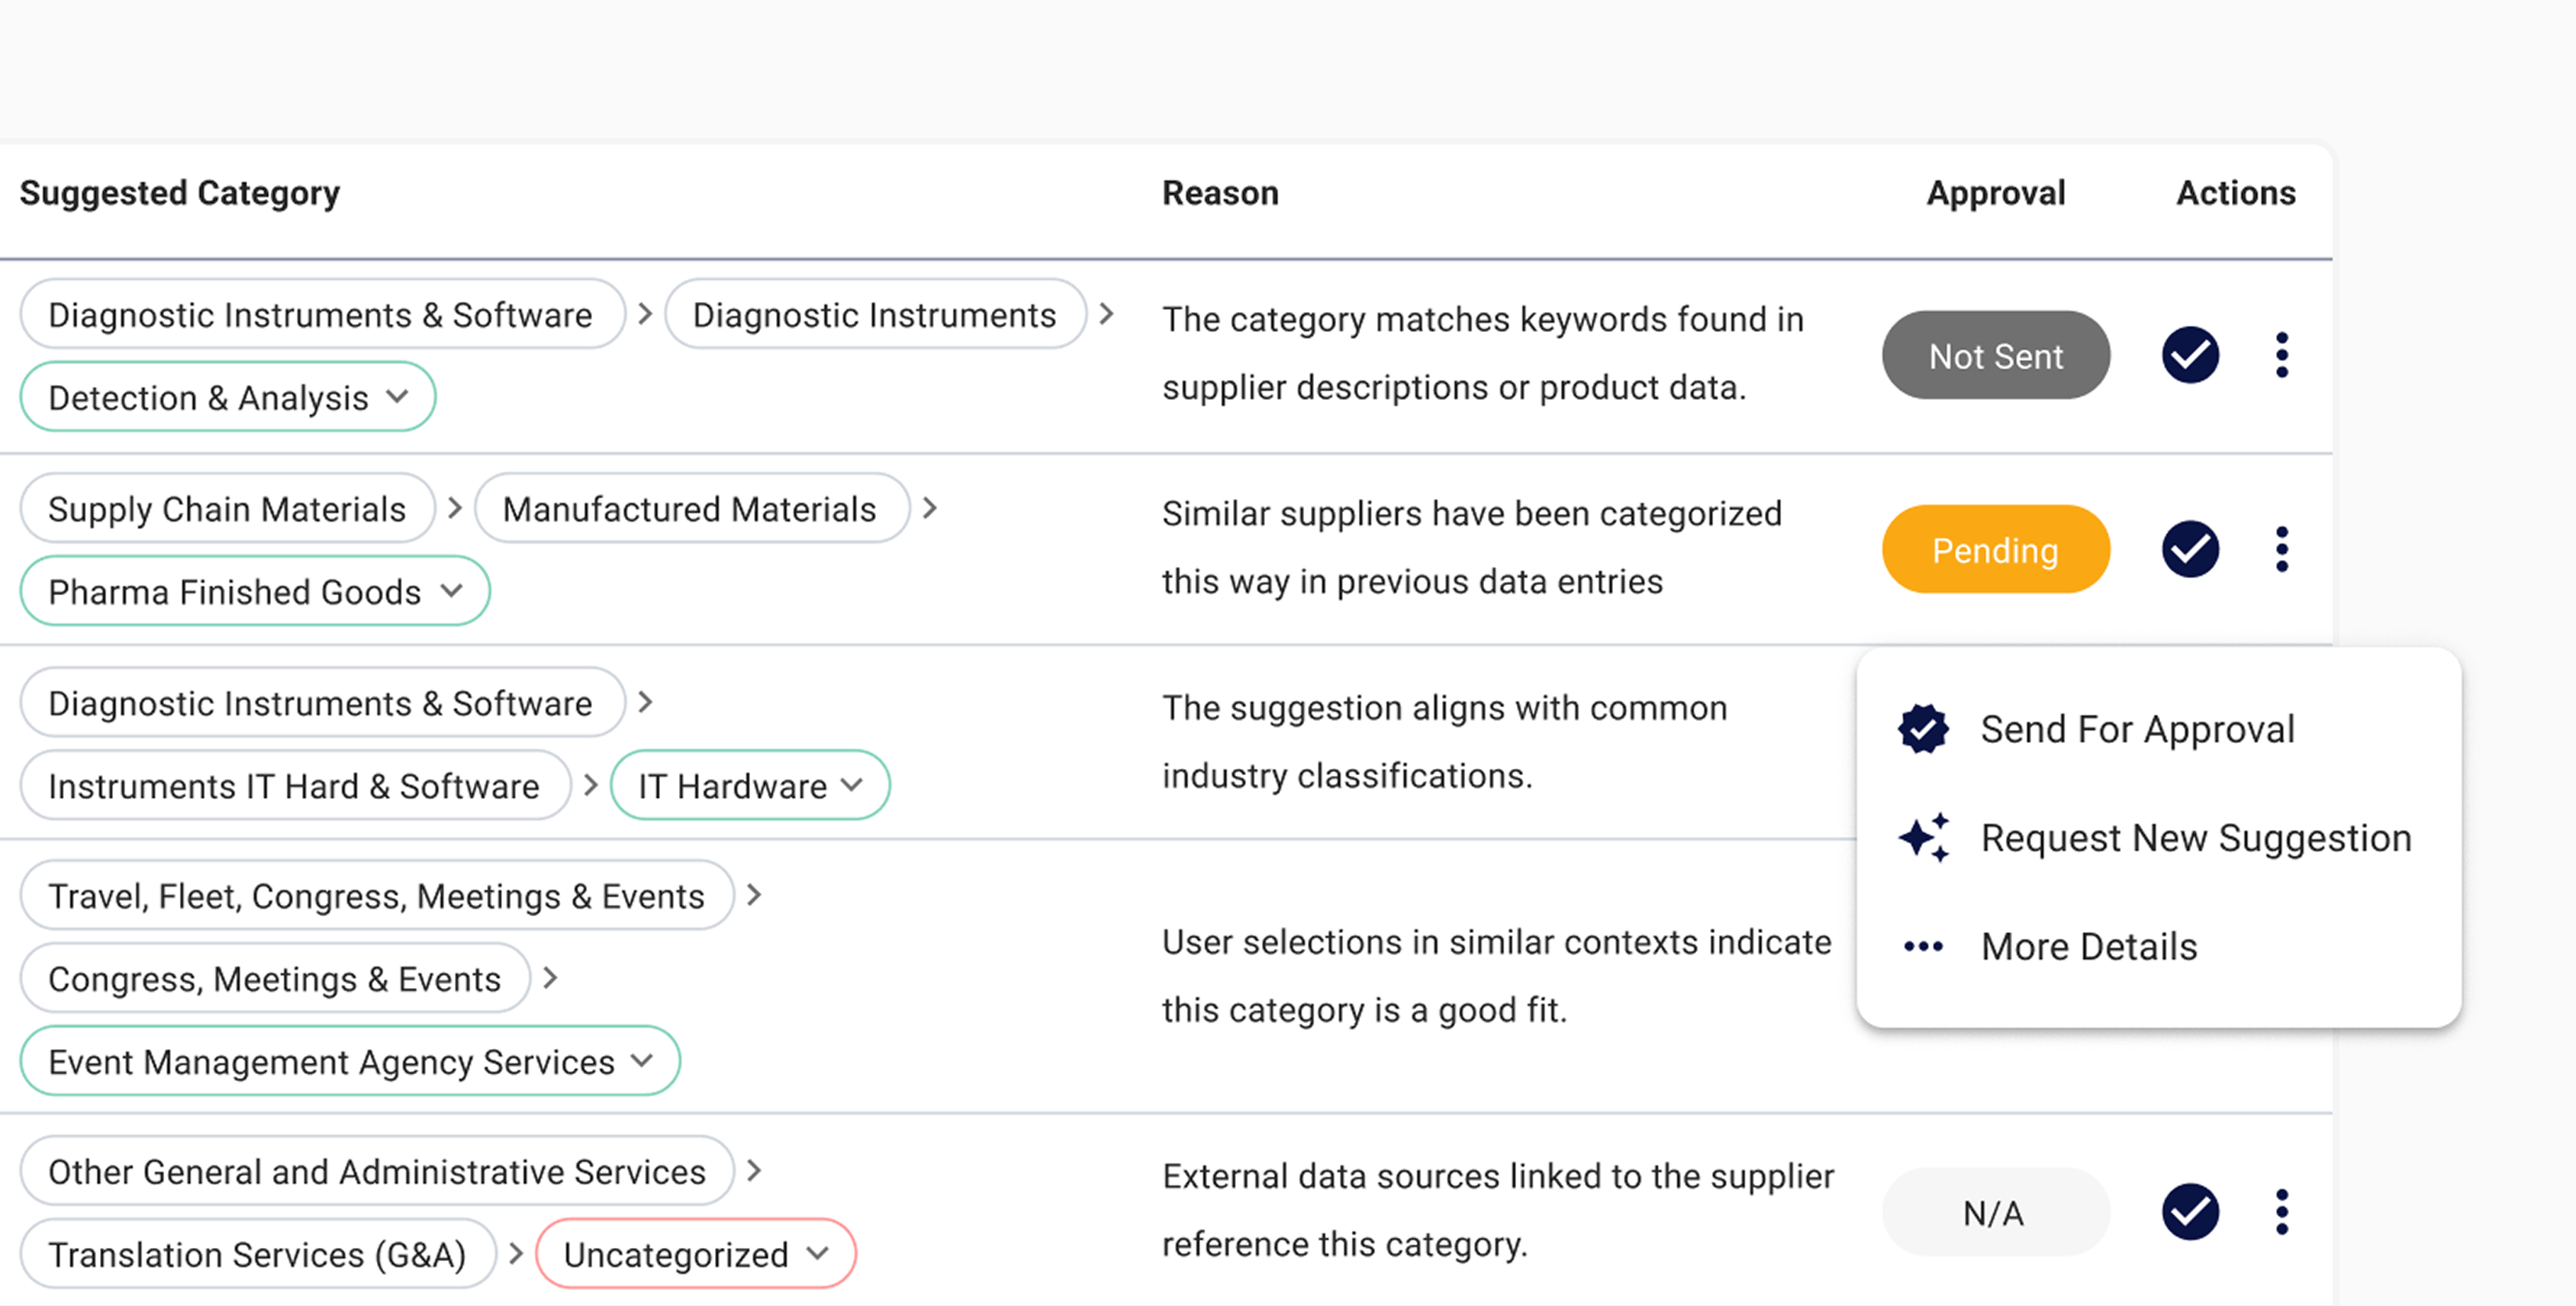 Suggested Category Reason Approval Actions
Diagnostic Instruments & Software > Diagnostic Instruments >
Detection & Analysis
The category matches keywords found in
supplier descriptions or product data.
Not Sent
Supply Chain Materials > Manufactured Materials >
Pharma Finished Goods
Similar suppliers have been categorized
this way in previous data entries
Pending
Diagnostic Instruments & Software >
Instruments IT Hard & Software > IT Hardware
The suggestion aligns with common
industry classifications.
Send For Approval
Request New Suggestion
More Details
Travel, Fleet, Congress, Meetings & Events >
Congress, Meetings & Events >
Event Management Agency Services
User selections in similar contexts indicate
this category is a good fit.
Other General and Administrative Services >
Translation Services (G&A) > Uncategorized
External data sources linked to the supplier
reference this category.
N/A